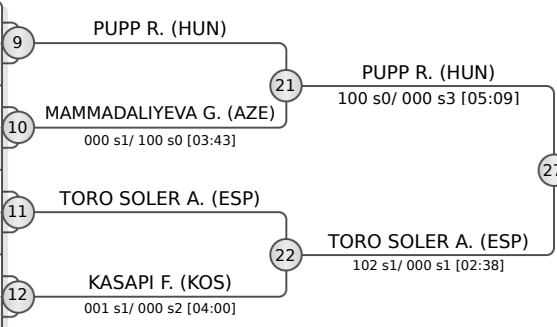 PUPP R. (HUN)
9
21
PUPP R. (HUN)
100 s0/ 000 s3 [05:09]
10
MAMMADALIYEVA G. (AZE)
000 s1/ 100 s0 [03:43]
27
11
TORO SOLER A. (ESP)
22
TORO SOLER A. (ESP)
102 s1/ 000 s1 [02:38]
12
KASAPI F. (KOS)
001 s1/ 000 s2 [04:00]